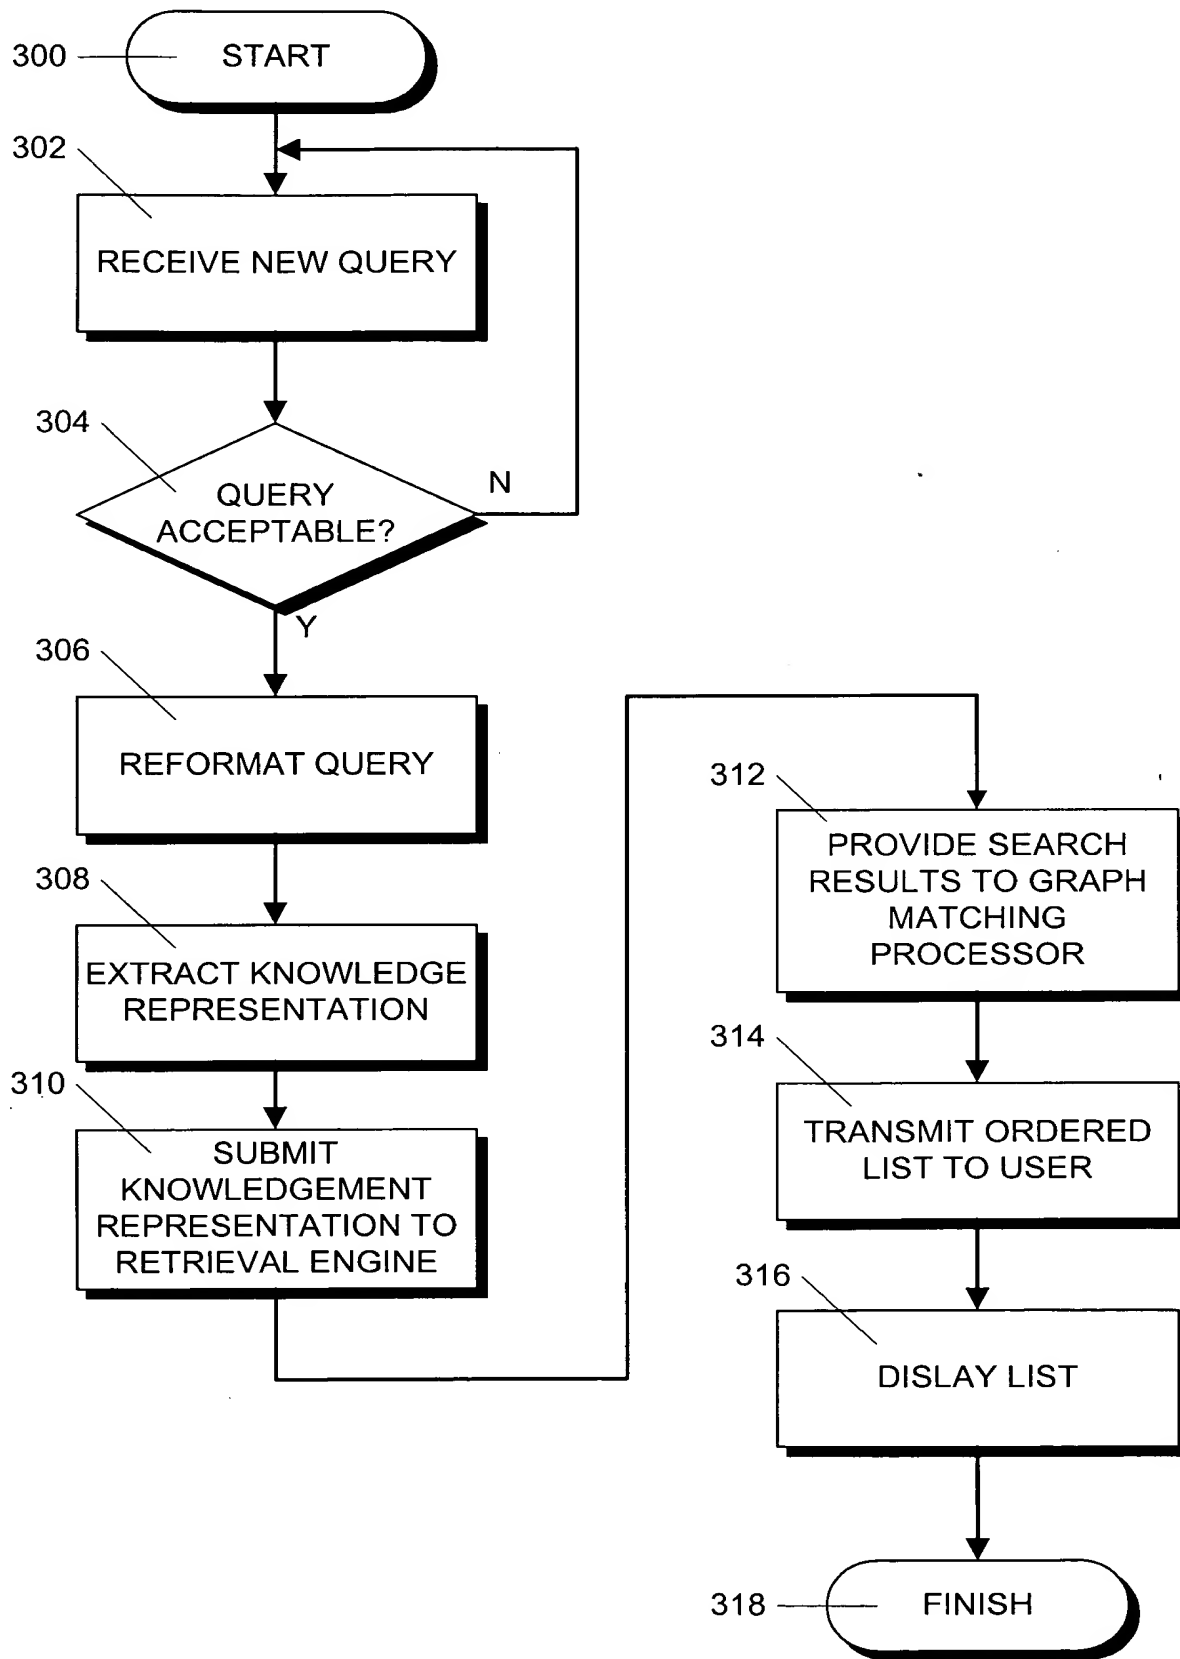 300
START
302
RECEIVE NEW QUERY
304
QUERY
ACCEPTABLE?
N
Y
306
REFORMAT QUERY
308
EXTRACT KNOWLEDGE
REPRESENTATION
310
SUBMIT
KNOWLEDGEMENT
REPRESENTATION TO
RETRIEVAL ENGINE
312
PROVIDE SEARCH
RESULTS TO GRAPH
MATCHING
PROCESSOR
314
TRANSMIT ORDERED
LIST TO USER
316
DISLAY LIST
318
FINISH